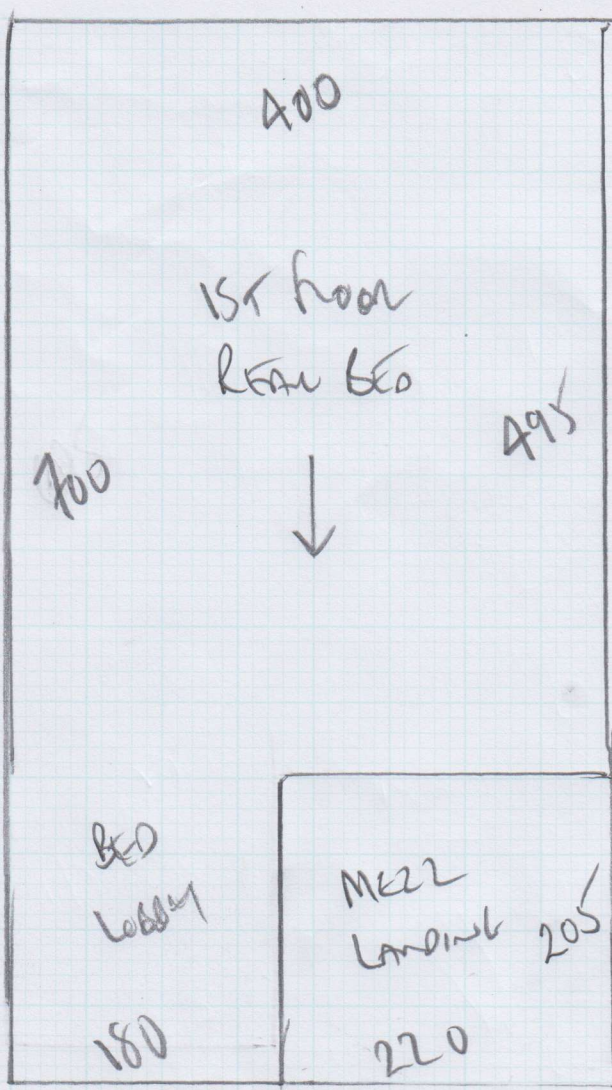 400
1ST FLOOR
REAR BED
495
700
BED
LOBBY
MEZZ
LANDING
205
180
220